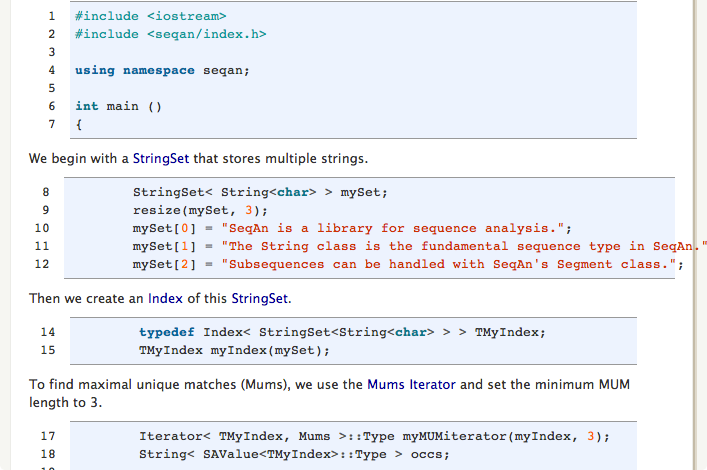 1 #include <iostream>
2 #include <seqan/index.h>
3
4 using namespace seqan;
5
6 int main ()
7 {
We begin with a StringSet that stores multiple strings.
8 StringSet< String<char> > mySet;
9 resize(mySet, 3);
10 mySet[0] = "SeqAn is a library for sequence analysis.";
11 mySet[1] = "The String class is the fundamental sequence type in SeqAn."
12 mySet[2] = "Subsequences can be handled with SeqAn's Segment class.";
Then we create an Index of this StringSet.
14 typedef Index< StringSet<String<char> > > TMyIndex;
15 TMyIndex myIndex(mySet);
To find maximal unique matches (Mums), we use the Mums Iterator and set the minimum MUM
length to 3.
17 Iterator< TMyIndex, Mums >::Type myMUMiterator(myIndex, 3);
18 String< SAValue<TMyIndex>::Type > occs;